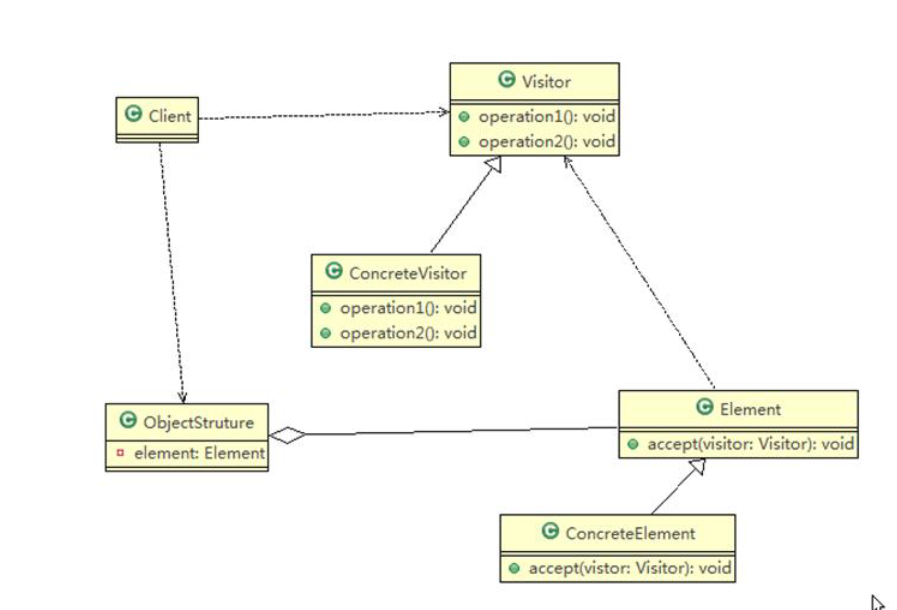 Visitor
operation1(): void
operation2(): void
Client
ConcreteVisitor
operation1(): void
operation2(): void
ObjectStruture
element: Element
Element
accept(visitor: Visitor): void
ConcreteElement
accept(vistor: Visitor): void